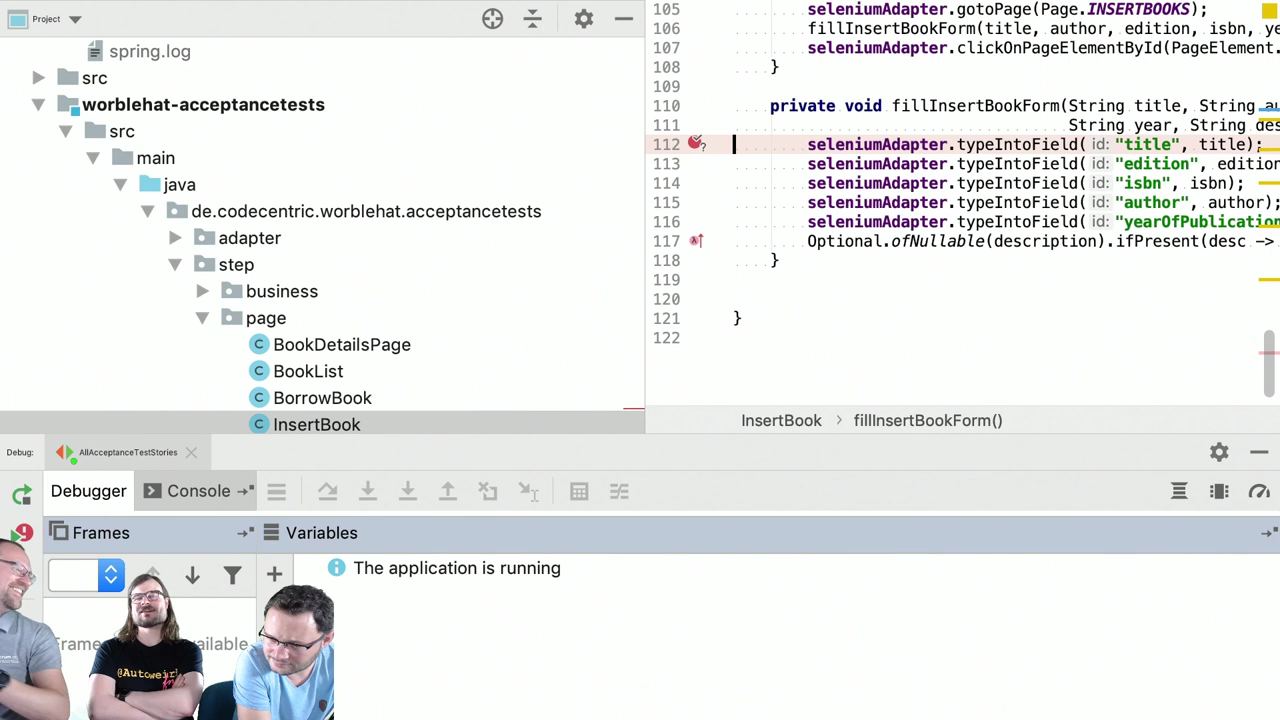 Project
spring.log
src
worblehat-acceptancetests
src
main
java
de.codecentric.worblehat.acceptancetests
adapter
step
business
page
BookDetailsPage
BookList
BorrowBook
InsertBook
105 seleniumAdapter.gotoPage(Page.INSERTBOOKS);
106 fillInsertBookForm(title, author, edition, isbn, ye
107 seleniumAdapter.clickOnPageElementById(PageElement.
108 }
109
110 private void fillInsertBookForm(String title, String au
111 String year, String des
112 seleniumAdapter.typeIntoField( id: "title", title);
113 seleniumAdapter.typeIntoField( id: "edition", edition
114 seleniumAdapter.typeIntoField( id: "isbn", isbn);
115 seleniumAdapter.typeIntoField( id: "author", author);
116 seleniumAdapter.typeIntoField( id: "yearOfPublication
117 Optional.ofNullable(description).ifPresent(desc ->
118 }
119
120
121 }
122
InsertBook > fillInsertBookForm()
Debug: AllAcceptanceTestStories
Debugger Console
Frames Variables
The application is running
Frames available
@Autowei